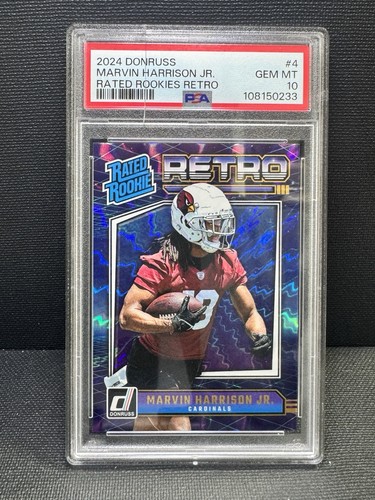 2024 DONRUSS #4
MARVIN HARRISON JR. GEM MT
RATED ROOKIES RETRO 10
PSA 108150233
RATED
ROOKIE
RETRO
D
DONRUSS
MARVIN HARRISON JR.
CARDINALS